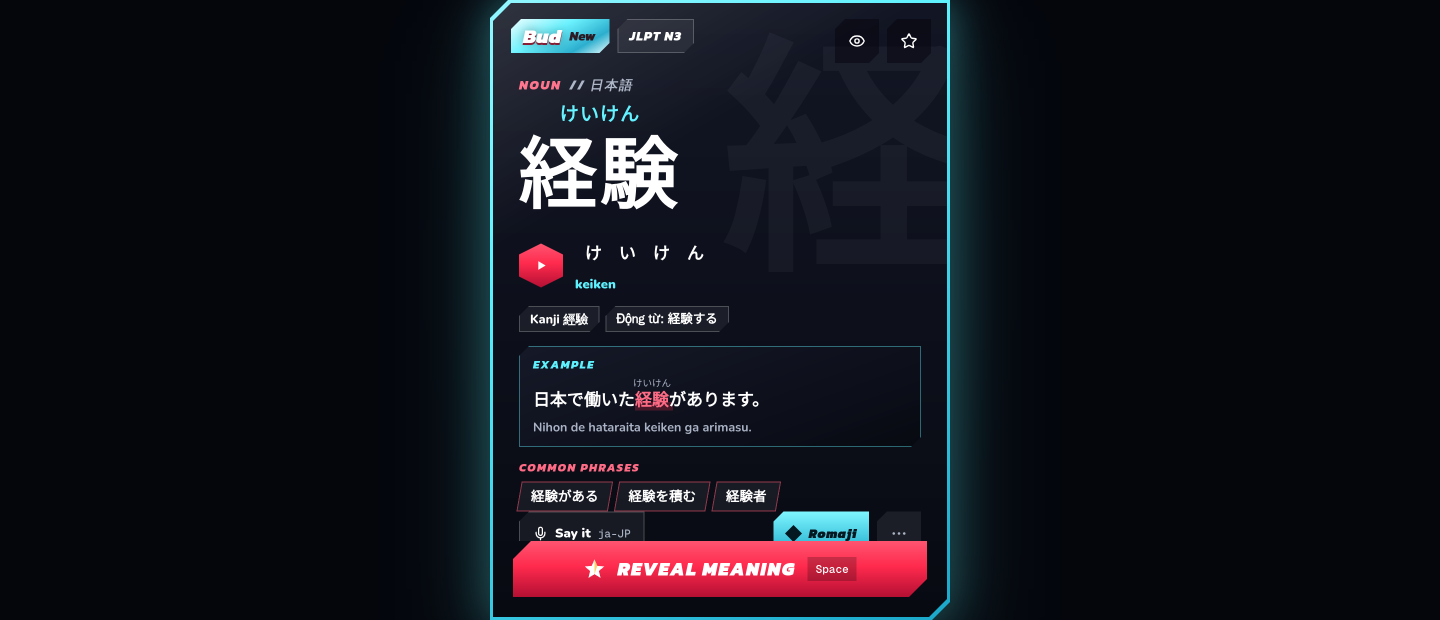 Bud New JLPT N3
NOUN // 日本語
けいけん
経験
経
け い け ん
keiken
Kanji 經驗 Động từ: 経験する
EXAMPLE
けいけん
日本で働いた経験があります。
Nihon de hataraita keiken ga arimasu.
COMMON PHRASES
経験がある 経験を積む 経験者
Say it ja-JP Romaji ...
REVEAL MEANING Space